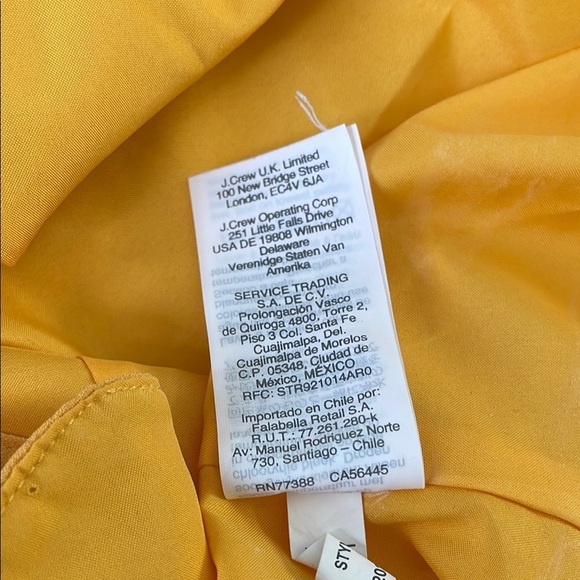 J.Crew U.K. Limited
100 New Bridge Street
London, EC4V 6JA
J.Crew Operating Corp
251 Little Falls Drive
USA DE 19808 Wilmington
Delaware
Verenidge Staten Van
Amerika
SERVICE TRADING
S.A. DE C.V.
Prolongación Vasco
de Quiroga 4800, Torre 2,
Piso 3 Col. Santa Fe
Cuajimalpa, Del.
Cuajimalpa de Morelos
C.P. 05348, Ciudad de
México, MÉXICO
RFC: STR921014AR0
Importado en Chile por:
Falabella Retail S.A.
R.U.T.: 77.261.280-k
Av: Manuel Rodriguez Norte
730, Santiago - Chile
RN77388 CA56445